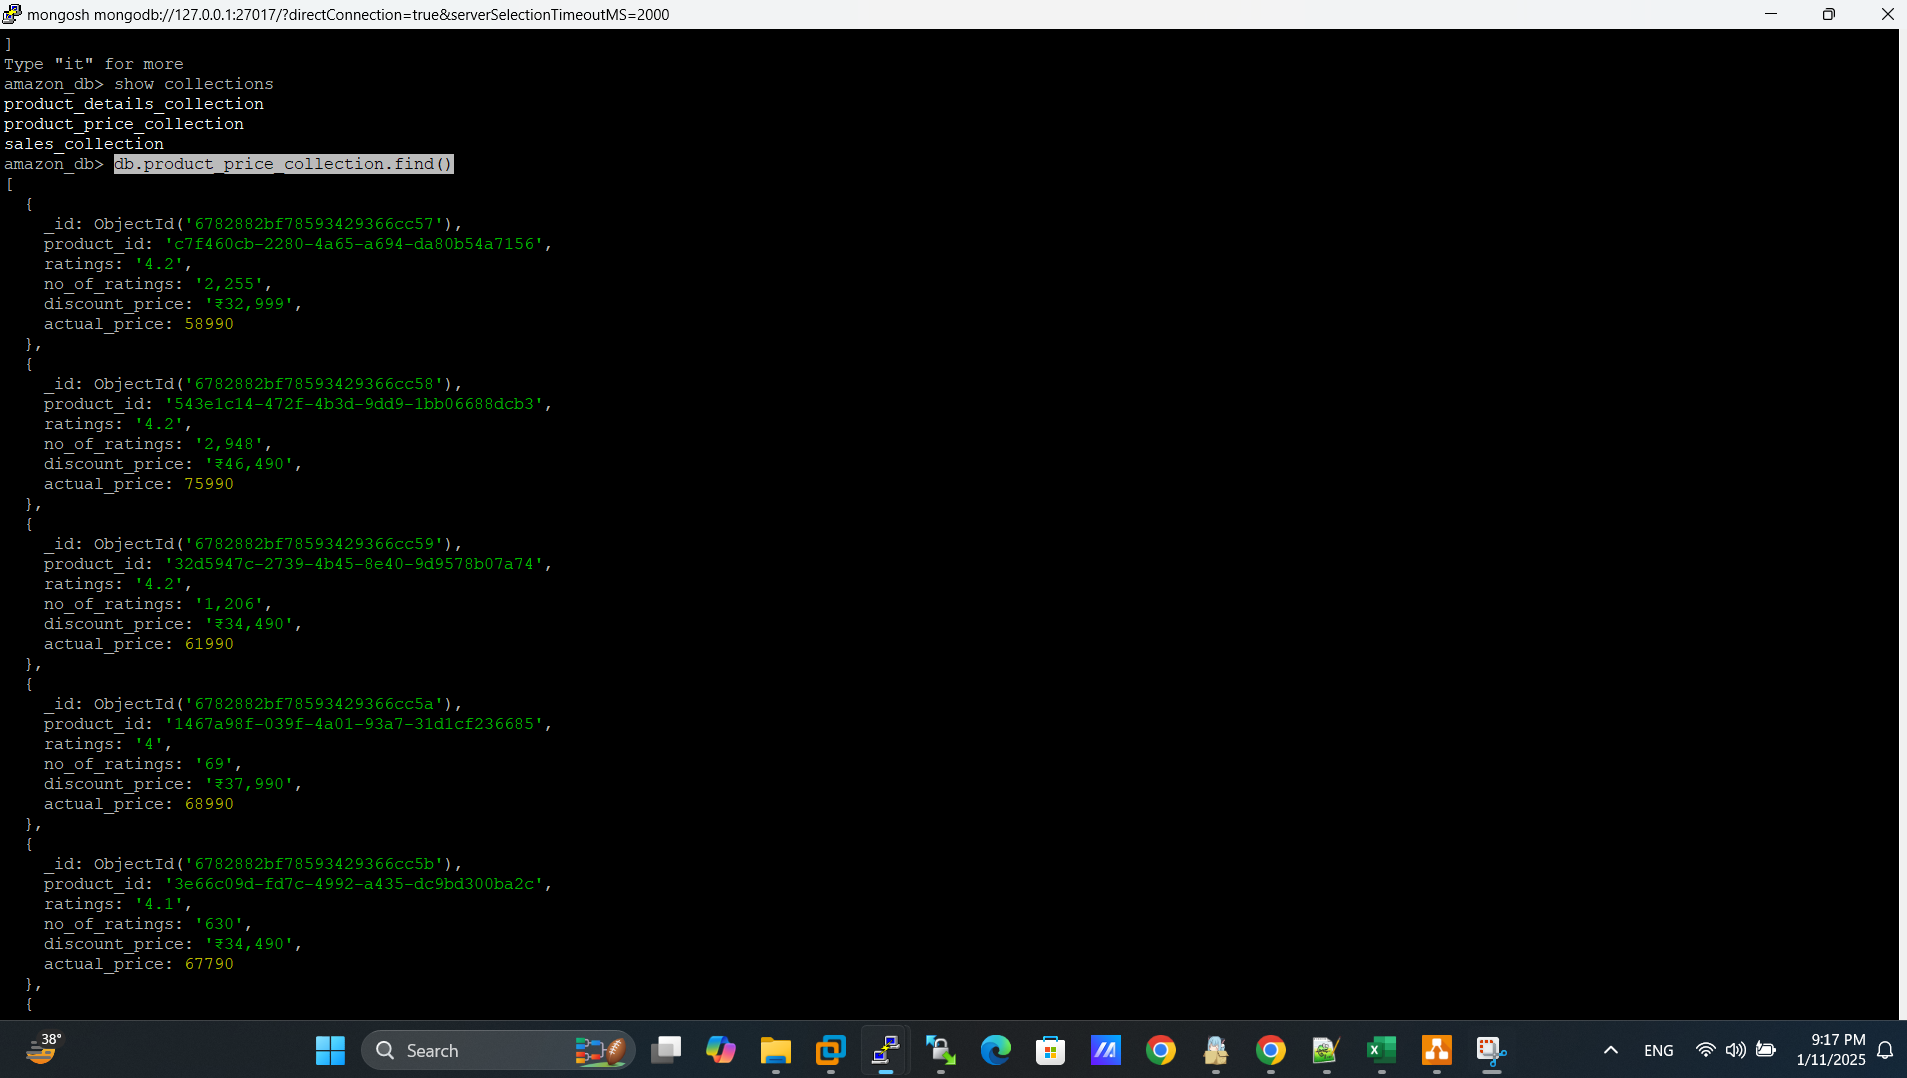 mongosh mongodb://127.0.0.1:27017/?directConnection=true&serverSelectionTimeoutMS=2000
]
Type "it" for more
amazon_db> show collections
product_details_collection
product_price_collection
sales_collection
amazon_db> db.product_price_collection.find()
[
  {
    _id: ObjectId('6782882bf78593429366cc57'),
    product_id: 'c7f460cb-2280-4a65-a694-da80b54a7156',
    ratings: '4.2',
    no_of_ratings: '2,255',
    discount_price: '₹32,999',
    actual_price: 58990
  },
  {
    _id: ObjectId('6782882bf78593429366cc58'),
    product_id: '543e1c14-472f-4b3d-9dd9-1bb06688dcb3',
    ratings: '4.2',
    no_of_ratings: '2,948',
    discount_price: '₹46,490',
    actual_price: 75990
  },
  {
    _id: ObjectId('6782882bf78593429366cc59'),
    product_id: '32d5947c-2739-4b45-8e40-9d9578b07a74',
    ratings: '4.2',
    no_of_ratings: '1,206',
    discount_price: '₹34,490',
    actual_price: 61990
  },
  {
    _id: ObjectId('6782882bf78593429366cc5a'),
    product_id: '1467a98f-039f-4a01-93a7-31d1cf236685',
    ratings: '4',
    no_of_ratings: '69',
    discount_price: '₹37,990',
    actual_price: 68990
  },
  {
    _id: ObjectId('6782882bf78593429366cc5b'),
    product_id: '3e66c09d-fd7c-4992-a435-dc9bd300ba2c',
    ratings: '4.1',
    no_of_ratings: '630',
    discount_price: '₹34,490',
    actual_price: 67790
  },
  {
38°
Search
ENG
9:17 PM
1/11/2025